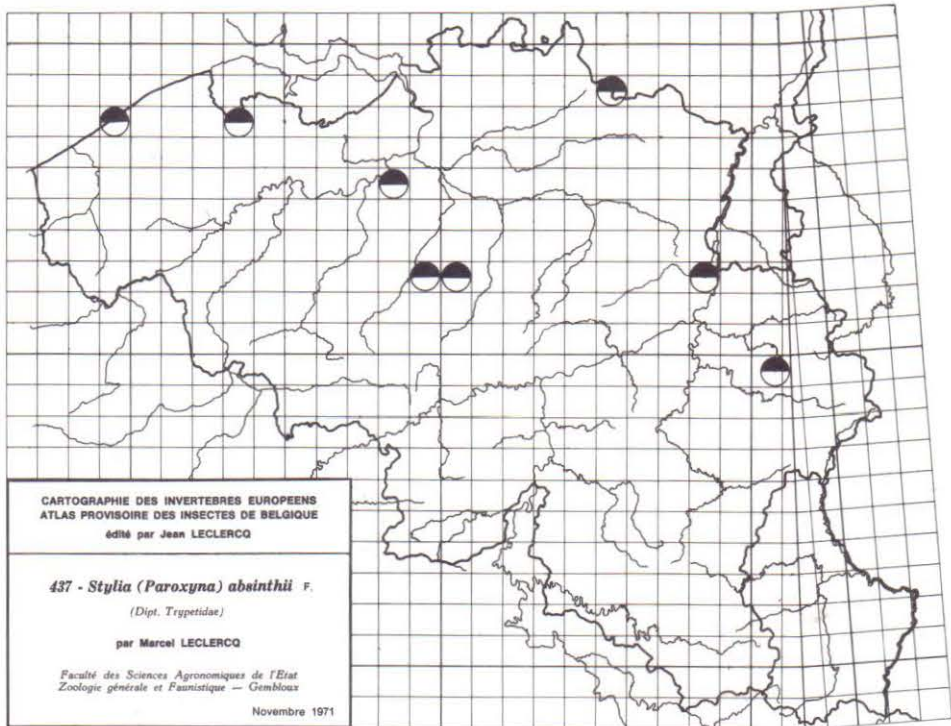 CARTOGRAPHIE DES INVERTEBRES EUROPEENS
ATLAS PROVISOIRE DES INSECTES DE BELGIQUE
édité par Jean LECLERCQ
437 - Stylia (Paroxyna) absinthii F.
(Dipt. Trypetidae)
par Marcel LECLERCQ
Faculté des Sciences Agronomiques de l'Etat
Zoologie générale et Faunistique — Gembloux
Novembre 1971